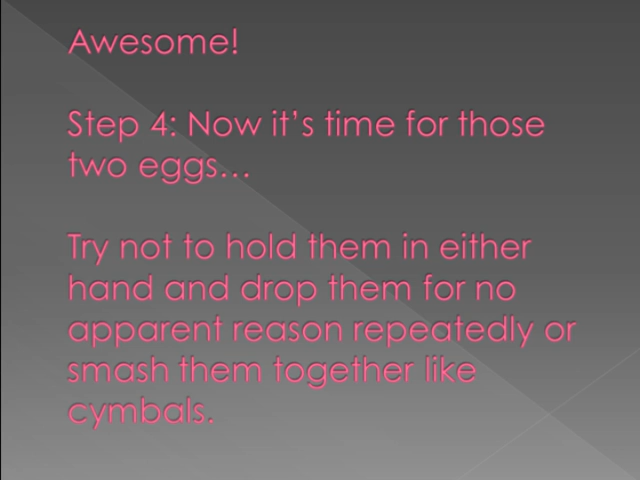 Awesome!
Step 4: Now it's time for those
two eggs…
Try not to hold them in either
hand and drop them for no
apparent reason repeatedly or
smash them together like
cymbals.